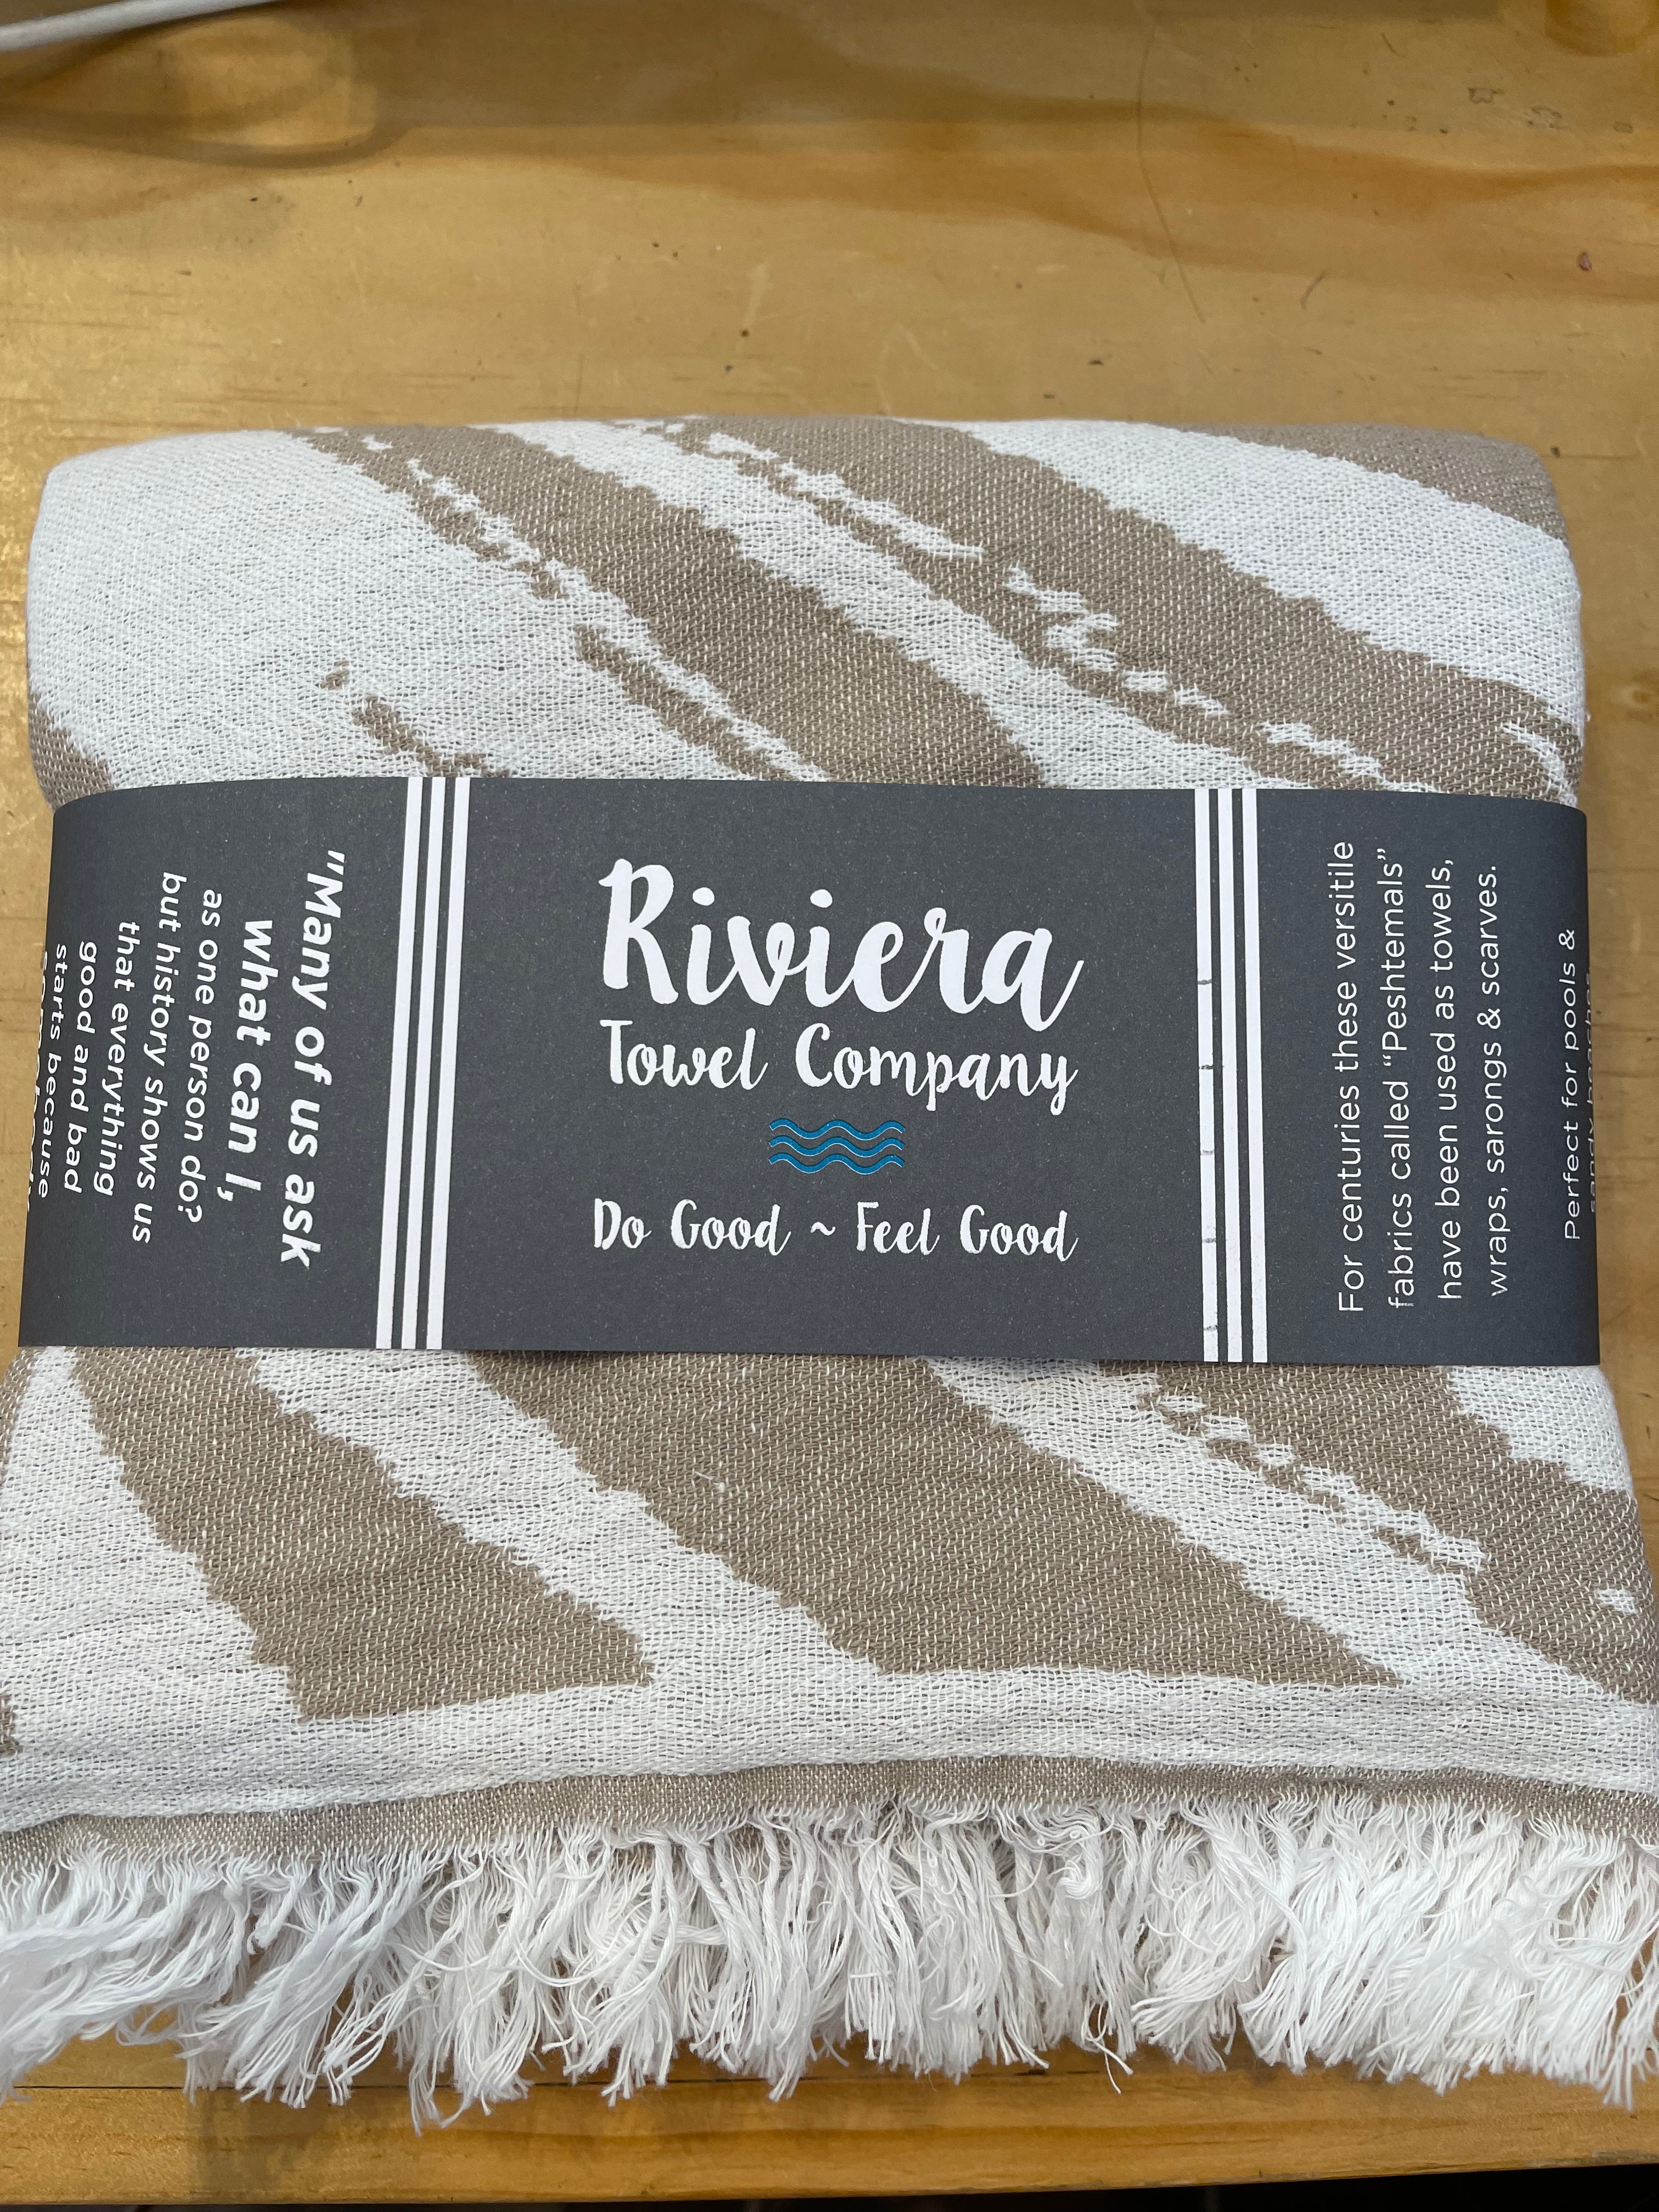 "Many of us ask
what can I,
as one person do?
but history shows us
that everything
good and bad
starts because
Riviera
Towel Company
Do Good ~ Feel Good
For centuries these versitile
fabrics called “Peshtemals”
have been used as towels,
wraps, sarongs & scarves.
Perfect for pools &